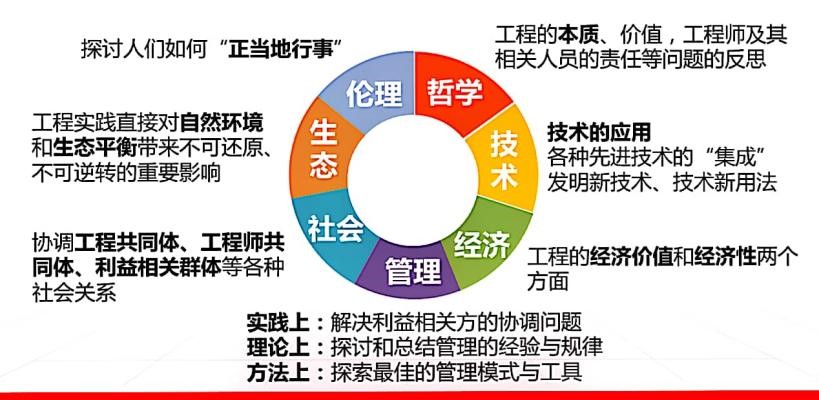 探讨人们如何“正当地行事”
工程的本质、价值，工程师及其
相关人员的责任等问题的反思
伦理
哲学
工程实践直接对自然环境
和生态平衡带来不可还原、
不可逆转的重要影响
生态
技术
技术的应用
各种先进技术的“集成”
发明新技术、技术新用法
协调工程共同体、工程师共
同体、利益相关群体等各种
社会关系
社会
管理
经济
工程的经济价值和经济性两个
方面
实践上：解决利益相关方的协调问题
理论上：探讨和总结管理的经验与规律
方法上：探索最佳的管理模式与工具